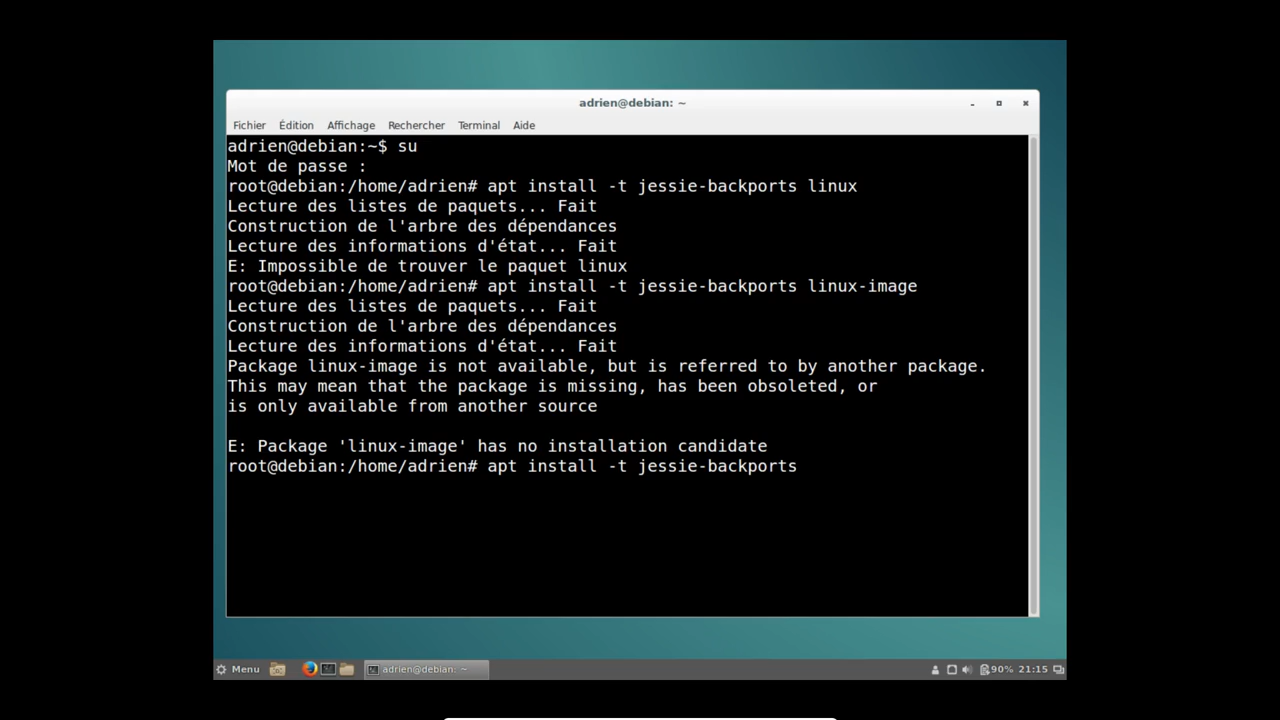 adrien@debian: ~
Fichier Édition Affichage Rechercher Terminal Aide
adrien@debian:~$ su
Mot de passe :
root@debian:/home/adrien# apt install -t jessie-backports linux
Lecture des listes de paquets... Fait
Construction de l'arbre des dépendances
Lecture des informations d'état... Fait
E: Impossible de trouver le paquet linux
root@debian:/home/adrien# apt install -t jessie-backports linux-image
Lecture des listes de paquets... Fait
Construction de l'arbre des dépendances
Lecture des informations d'état... Fait
Package linux-image is not available, but is referred to by another package.
This may mean that the package is missing, has been obsoleted, or
is only available from another source
E: Package 'linux-image' has no installation candidate
root@debian:/home/adrien# apt install -t jessie-backports
Menu adrien@debian: ~ 90% 21:15